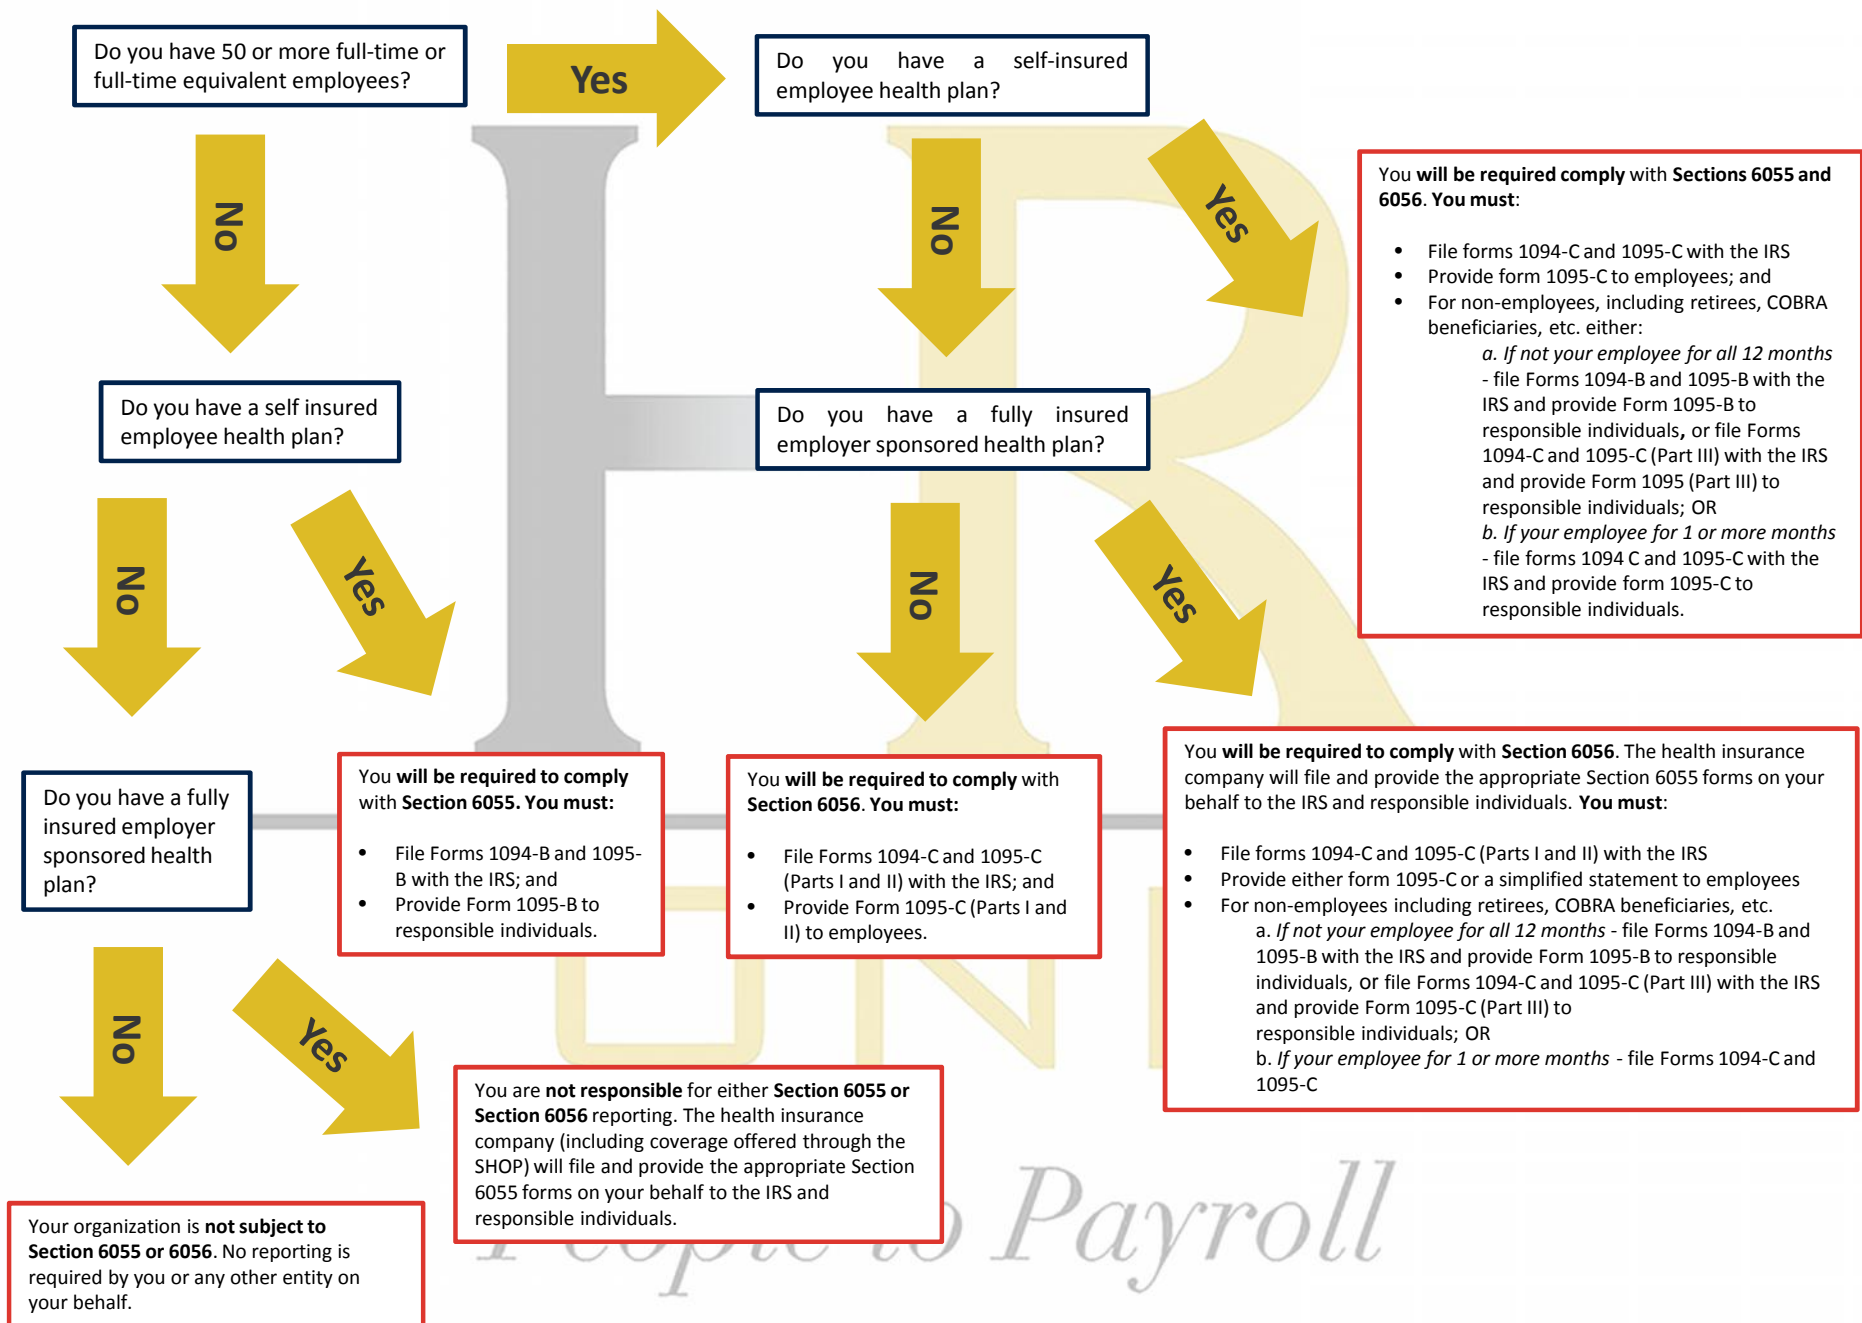 Do you have 50 or more full-time or
full-time equivalent employees?
Yes
Do you have a self-insured
employee health plan?
No
No
Yes
You will be required comply with Sections 6055 and
6056. You must:
• File forms 1094-C and 1095-C with the IRS
• Provide form 1095-C to employees; and
• For non-employees, including retirees, COBRA
beneficiaries, etc. either:
a. If not your employee for all 12 months
- file Forms 1094-B and 1095-B with the
IRS and provide Form 1095-B to
responsible individuals, or file Forms
1094-C and 1095-C (Part III) with the IRS
and provide Form 1095 (Part III) to
responsible individuals; OR
b. If your employee for 1 or more months
- file forms 1094 C and 1095-C with the
IRS and provide form 1095-C to
responsible individuals.
Do you have a self insured
employee health plan?
Do you have a fully insured
employer sponsored health plan?
No
Yes
No
Yes
Do you have a fully
insured employer
sponsored health
plan?
You will be required to comply
with Section 6055. You must:
• File Forms 1094-B and 1095-
B with the IRS; and
• Provide Form 1095-B to
responsible individuals.
You will be required to comply with
Section 6056. You must:
• File Forms 1094-C and 1095-C
(Parts I and II) with the IRS; and
• Provide Form 1095-C (Parts I and
II) to employees.
You will be required to comply with Section 6056. The health insurance
company will file and provide the appropriate Section 6055 forms on your
behalf to the IRS and responsible individuals. You must:
• File forms 1094-C and 1095-C (Parts I and II) with the IRS
• Provide either form 1095-C or a simplified statement to employees
• For non-employees including retirees, COBRA beneficiaries, etc.
a. If not your employee for all 12 months - file Forms 1094-B and
1095-B with the IRS and provide Form 1095-B to responsible
individuals, or file Forms 1094-C and 1095-C (Part III) with the IRS
and provide Form 1095-C (Part III) to
responsible individuals; OR
b. If your employee for 1 or more months - file Forms 1094-C and
1095-C
No
Yes
You are not responsible for either Section 6055 or
Section 6056 reporting. The health insurance
company (including coverage offered through the
SHOP) will file and provide the appropriate Section
6055 forms on your behalf to the IRS and
responsible individuals.
Your organization is not subject to
Section 6055 or 6056. No reporting is
required by you or any other entity on
your behalf.
HR
People to Payroll